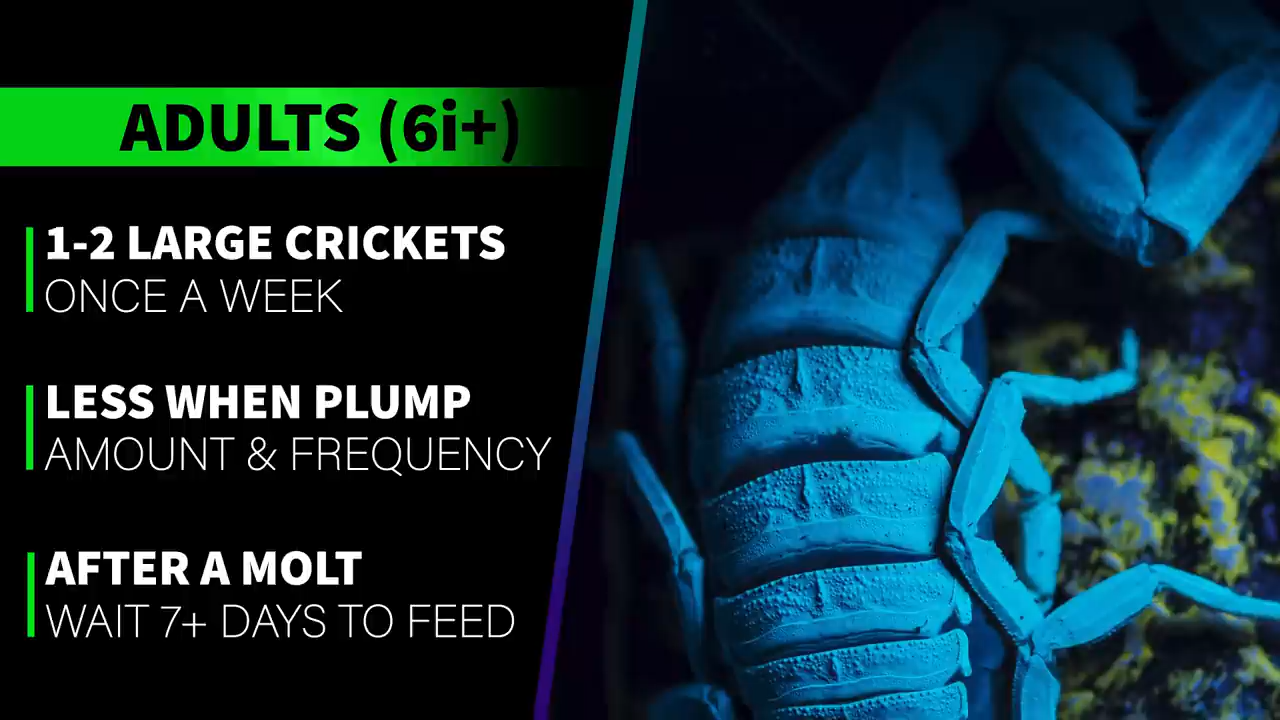 ADULTS (6i+)
1-2 LARGE CRICKETS
ONCE A WEEK
LESS WHEN PLUMP
AMOUNT & FREQUENCY
AFTER A MOLT
WAIT 7+ DAYS TO FEED